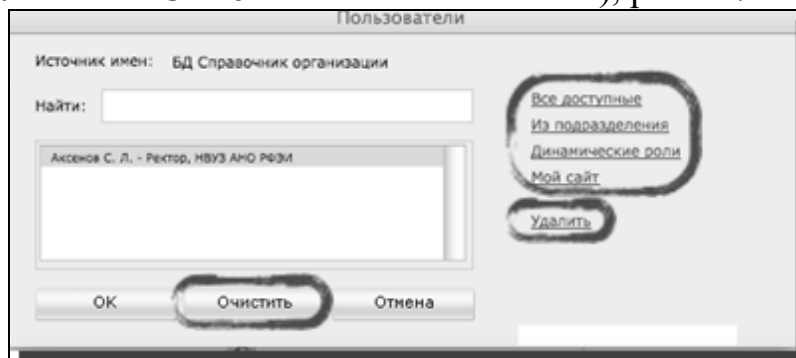 Пользователи
Источник имен: БД Справочник организации
Найти:
Аксенов С. Л. - Ректор, НВУЗ АНО РФЭИ
Все доступные
Из подразделения
Динамические роли
Мой сайт
Удалить
ОК
Очистить
Отмена